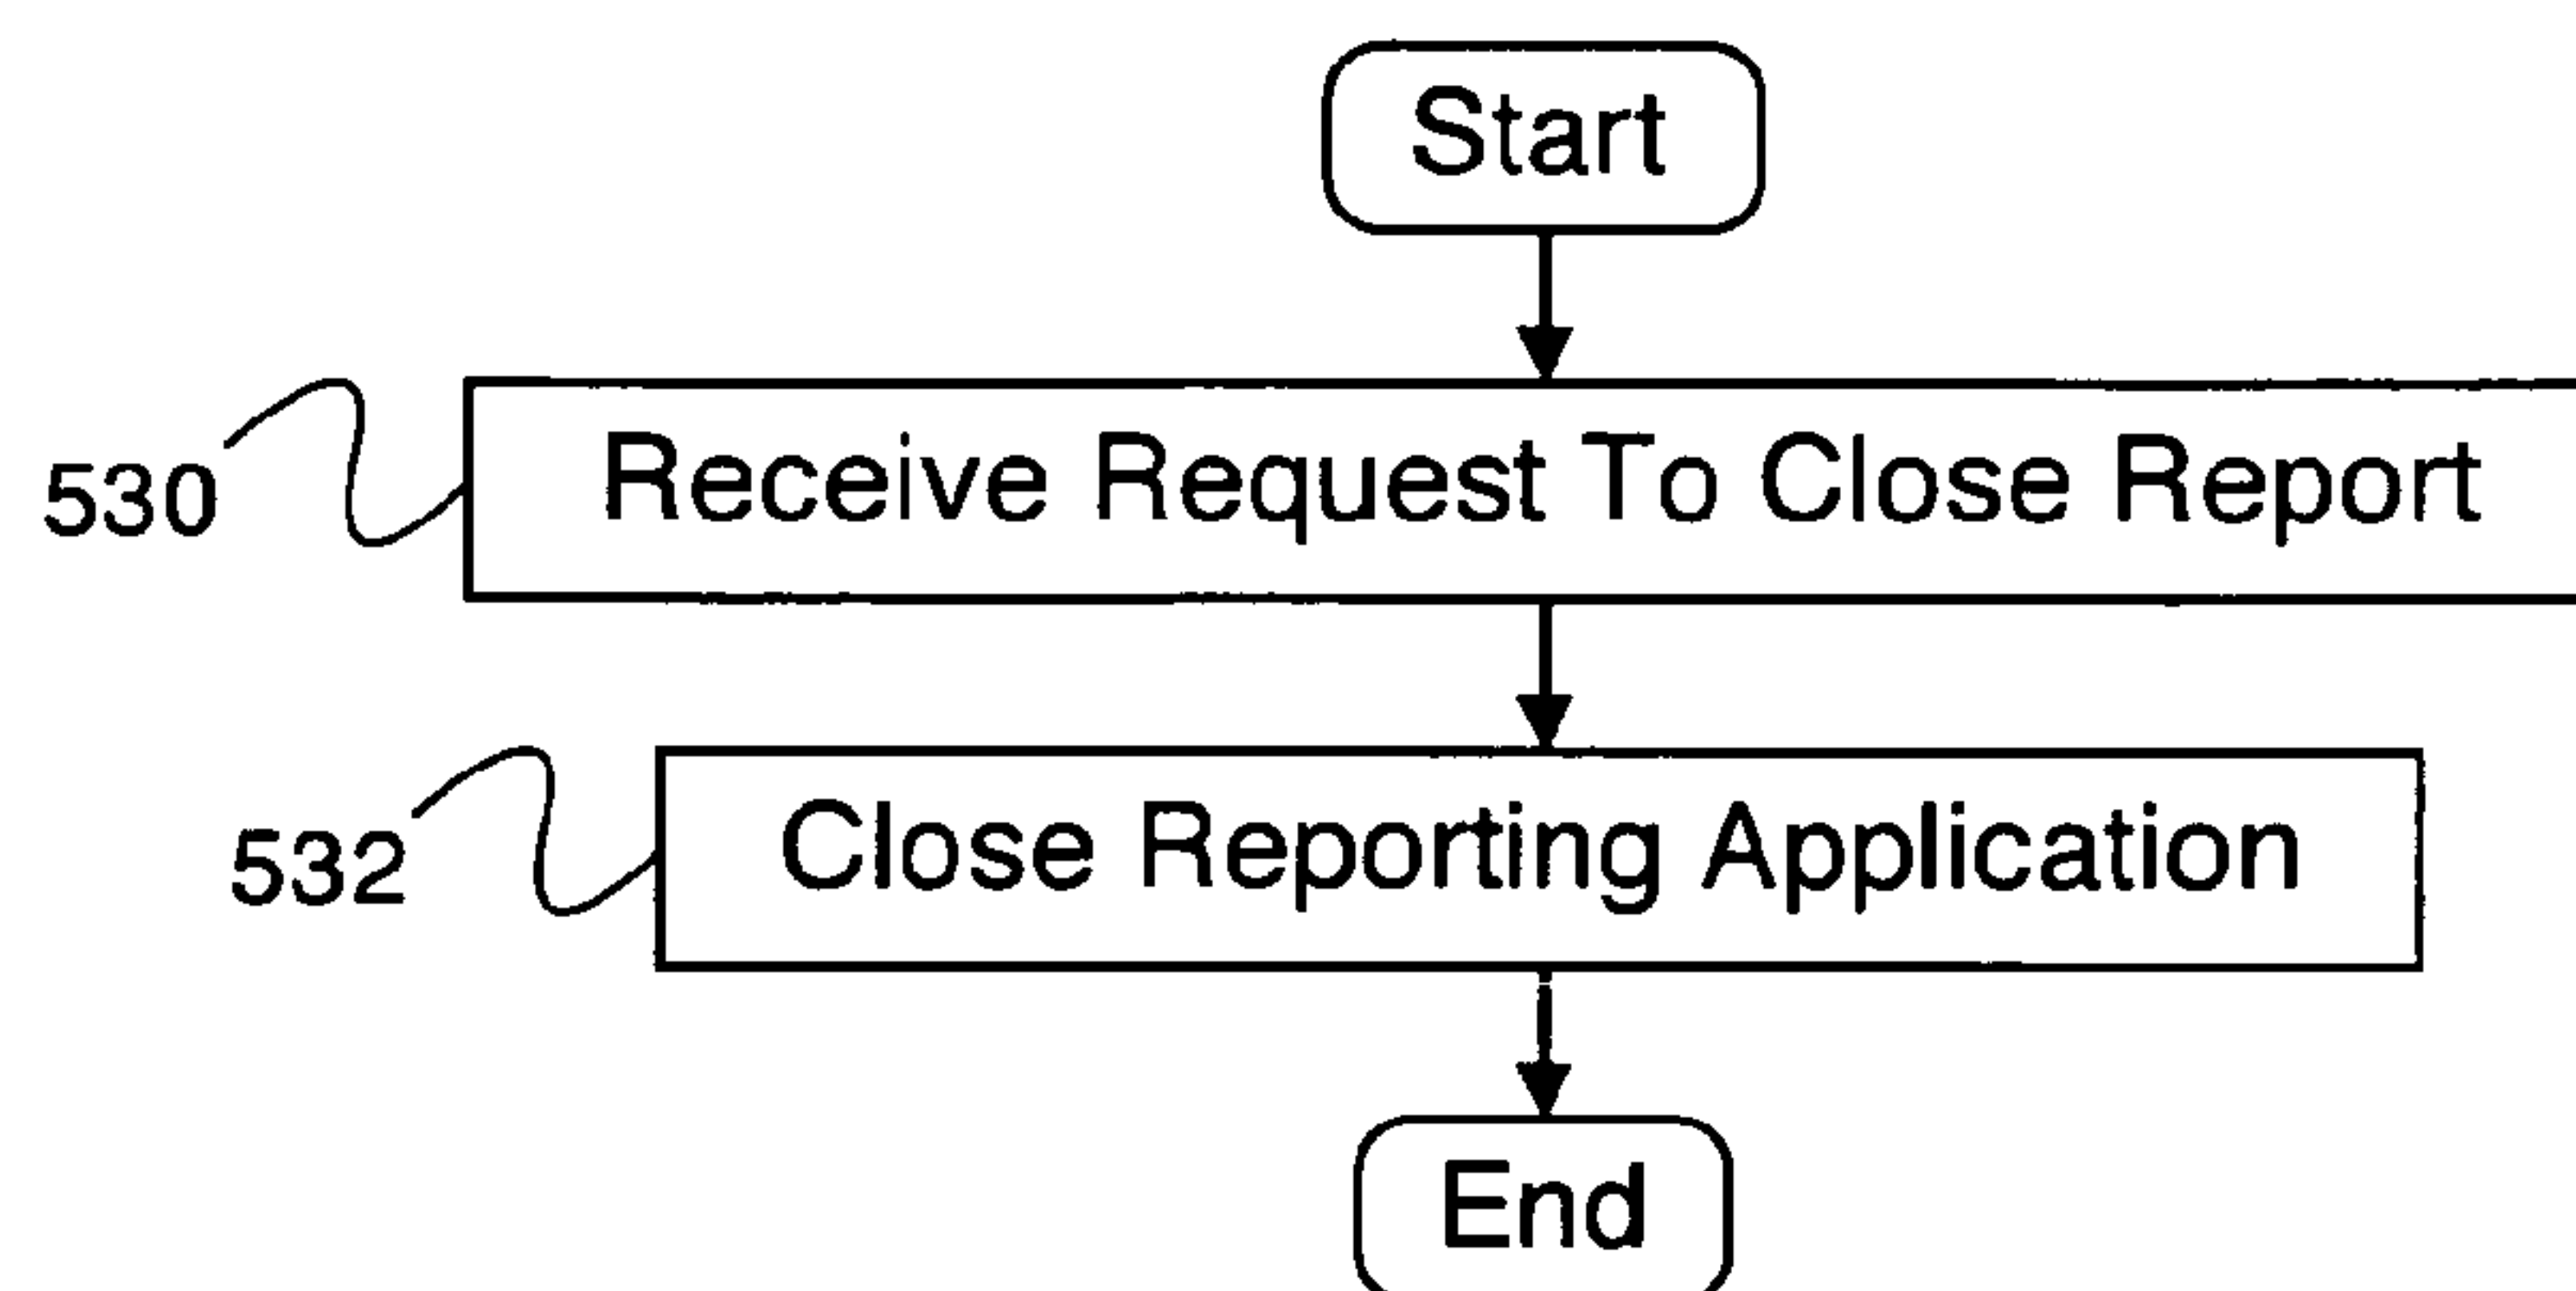 Start
530
Receive Request To Close Report
532
Close Reporting Application
End